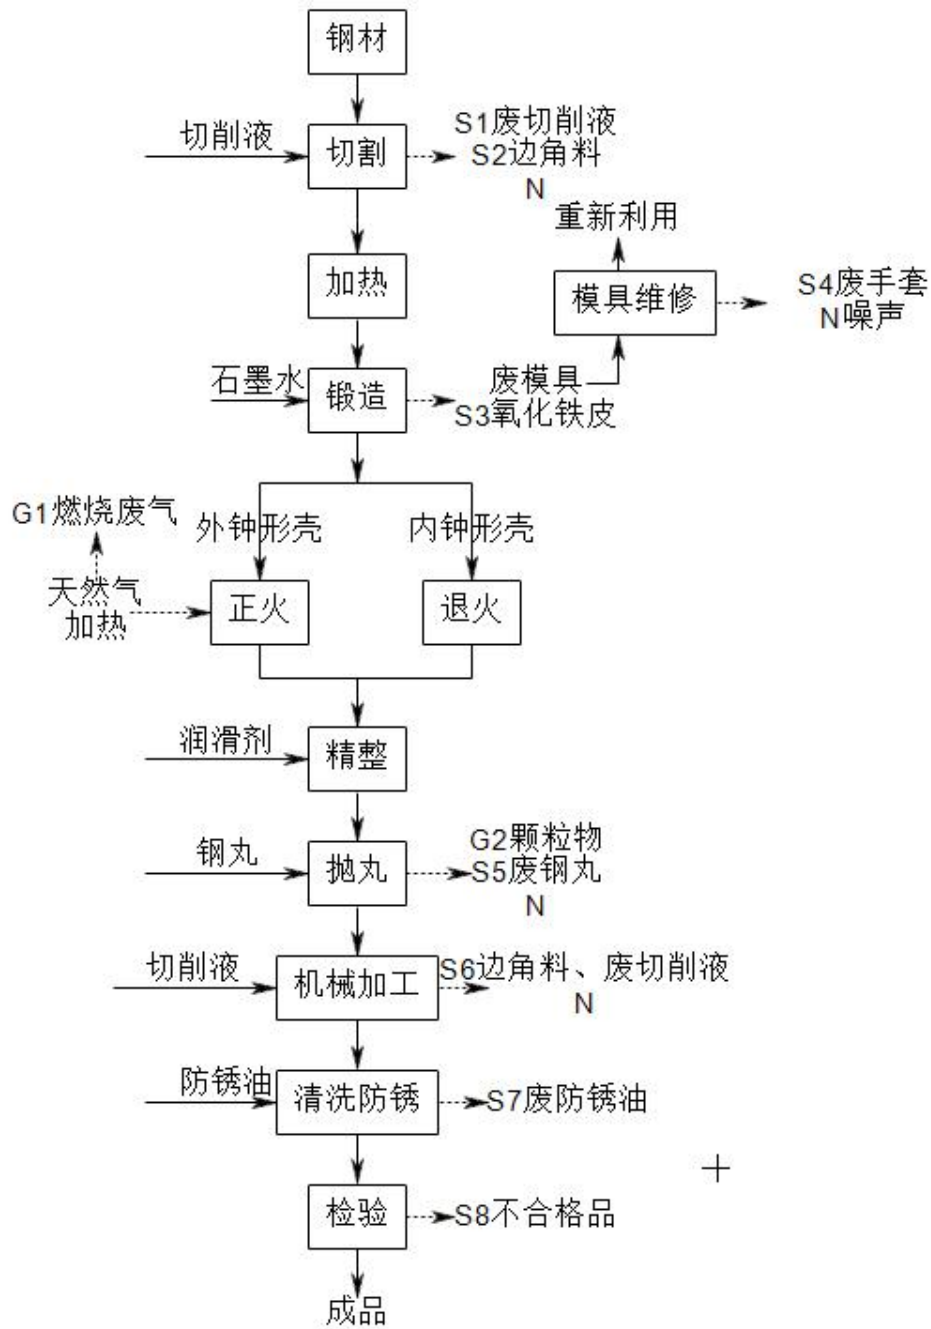 钢材
切削液
切割
S1废切削液
S2边角料
N
重新利用
加热
模具维修
S4废手套
N噪声
石墨水
锻造
废模具
S3氧化铁皮
G1燃烧废气
外钟形壳
内钟形壳
天然气
加热
正火
退火
润滑剂
精整
钢丸
抛丸
G2颗粒物
S5废钢丸
N
切削液
机械加工
S6边角料、废切削液
N
防锈油
清洗防锈
S7废防锈油
检验
S8不合格品
成品